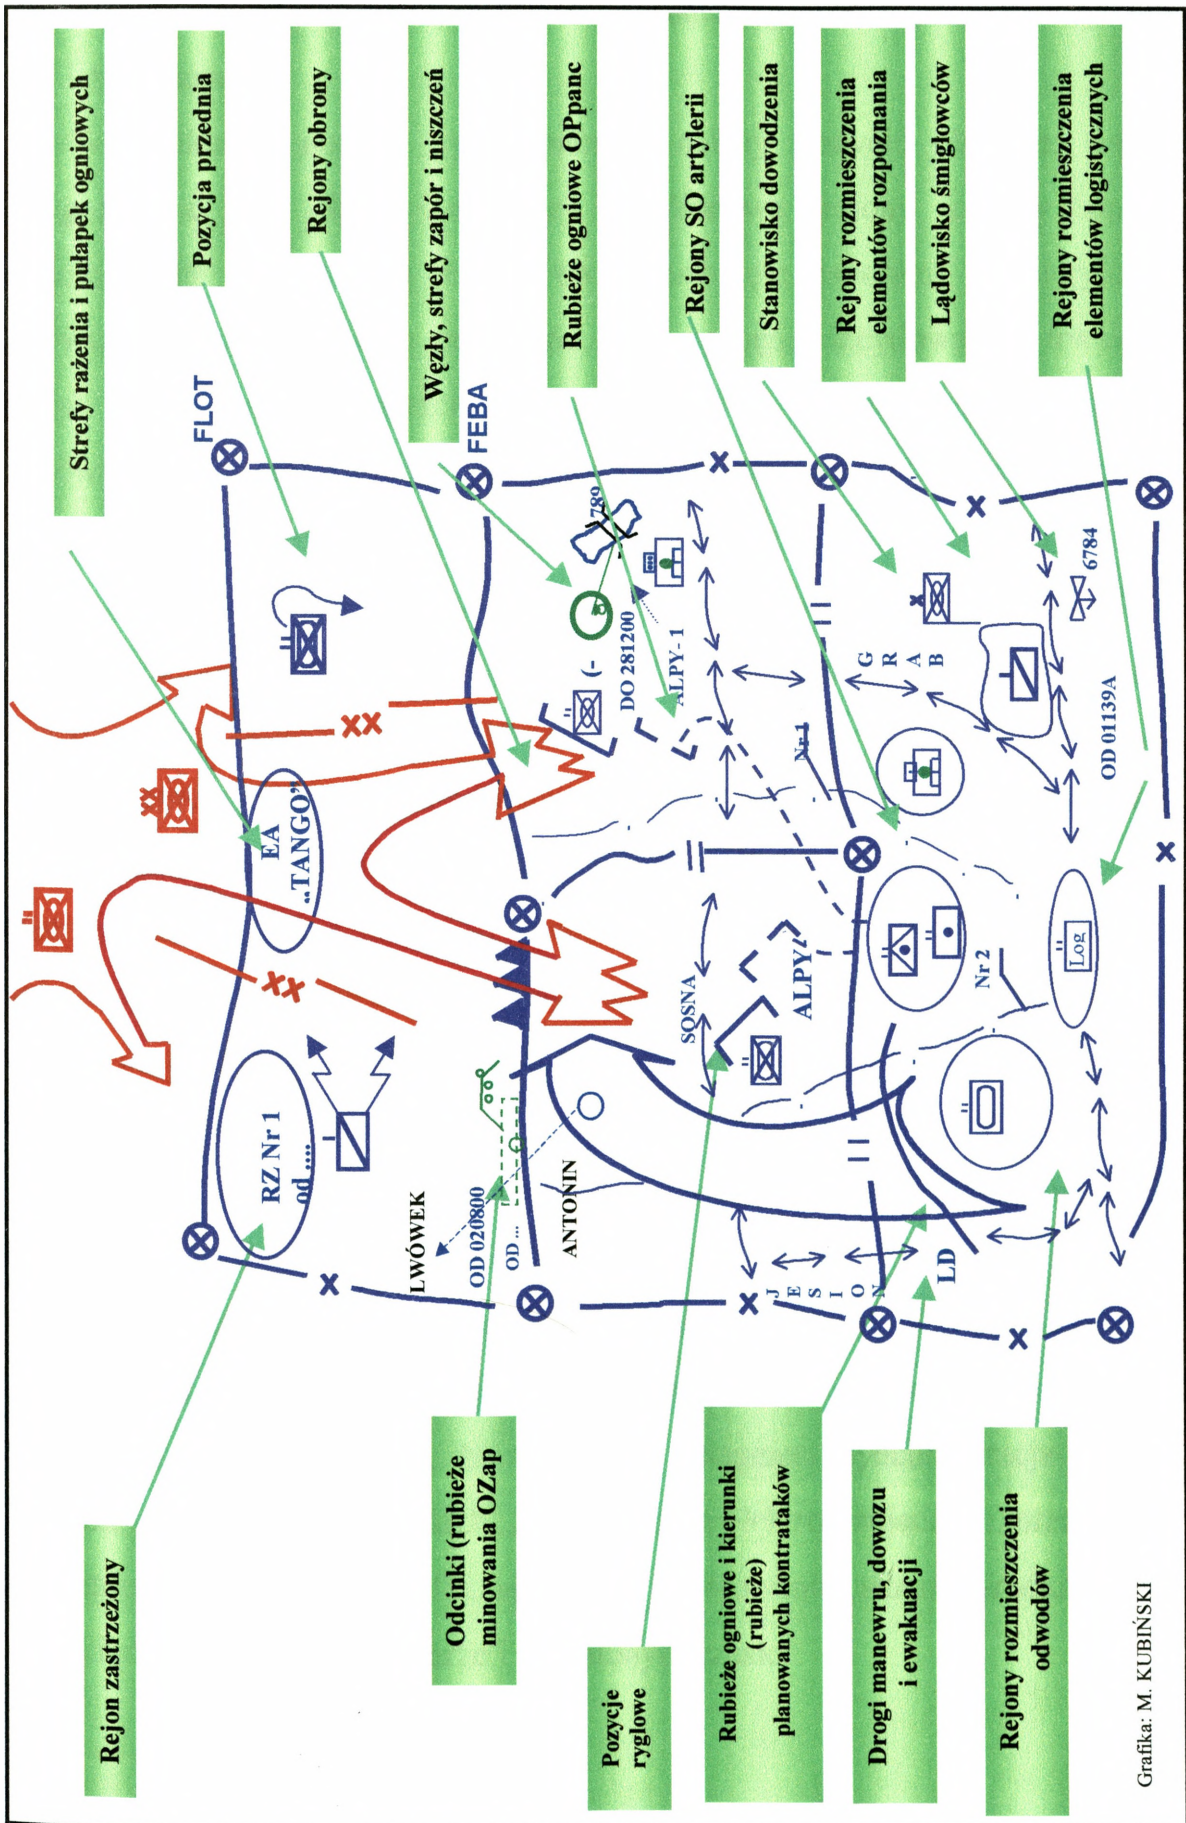 Strefy rażenia i pułapek ogniowych
Pozycja przednia
Rejony obrony
Węzły, strefy zapór i niszczeń
Rubieże ogniowe OPpanc
Rejony SO artylerii
Stanowisko dowodzenia
Rejony rozmieszczenia
elementów rozpoznania
Lądowisko śmigłowców
Rejony rozmieszczenia
elementów logistycznych
FLOT
FEBA
EA
„TANGO”
RZ Nr 1
od ....
789
(-
DO 281200
ALPY- 1
LWÓWEK
OD 020800
OD ...
ANTONIN
SOSNA
ALPY
Nr 1
G
R
A
B
6784
OD 01139A
Nr 2
Log
J
E
S
I
O
N
LD
Rejon zastrzeżony
Odcinki (rubieże
minowania OZap
Pozycje
ryglowe
Rubieże ogniowe i kierunki
(rubieże)
planowanych kontrataków
Drogi manewru, dowozu
i ewakuacji
Rejony rozmieszczenia
odwodów
Grafika: M. KUBIŃSKI